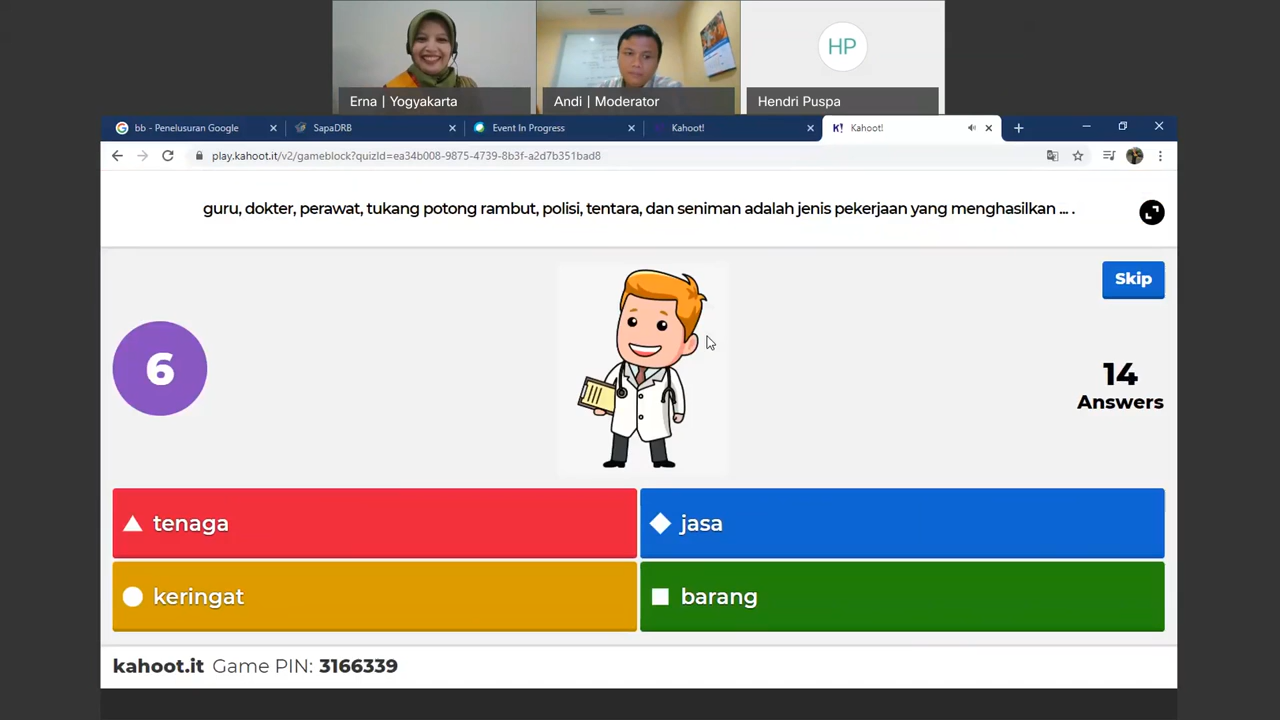 HP
Erna | Yogyakarta
Andi | Moderator
Hendri Puspa
bb - Penelusuran Google
SapaDRB
Event In Progress
Kahoot!
Kahoot!
play.kahoot.it/v2/gameblock?quizId=ea34b008-9875-4739-8b3f-a2d7b351bad8
guru, dokter, perawat, tukang potong rambut, polisi, tentara, dan seniman adalah jenis pekerjaan yang menghasilkan ... .
Skip
6
14
Answers
tenaga
jasa
keringat
barang
kahoot.it Game PIN: 3166339